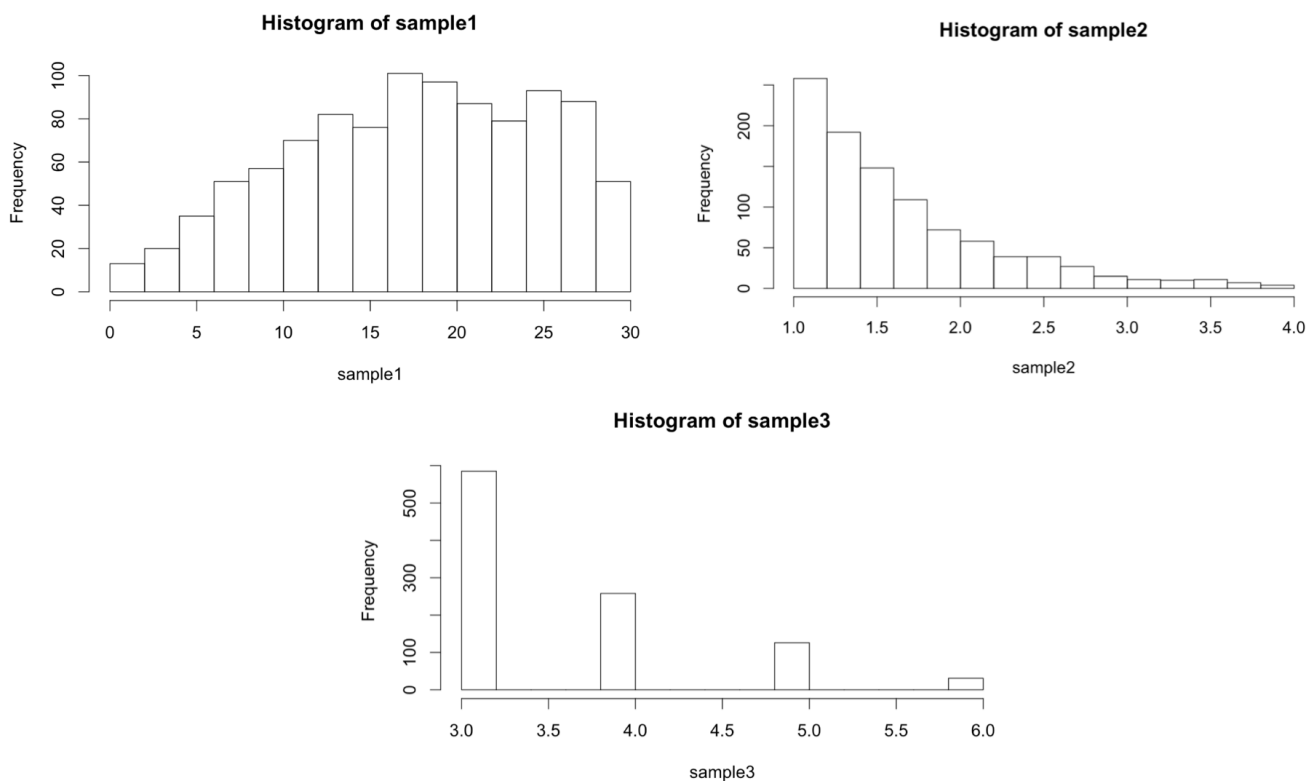 Histogram of sample1
Frequency
0 20 40 60 80 100
0 5 10 15 20 25 30
sample1
Histogram of sample2
Frequency
0 50 100 200
1.0 1.5 2.0 2.5 3.0 3.5 4.0
sample2
Histogram of sample3
Frequency
0 100 300 500
3.0 3.5 4.0 4.5 5.0 5.5 6.0
sample3